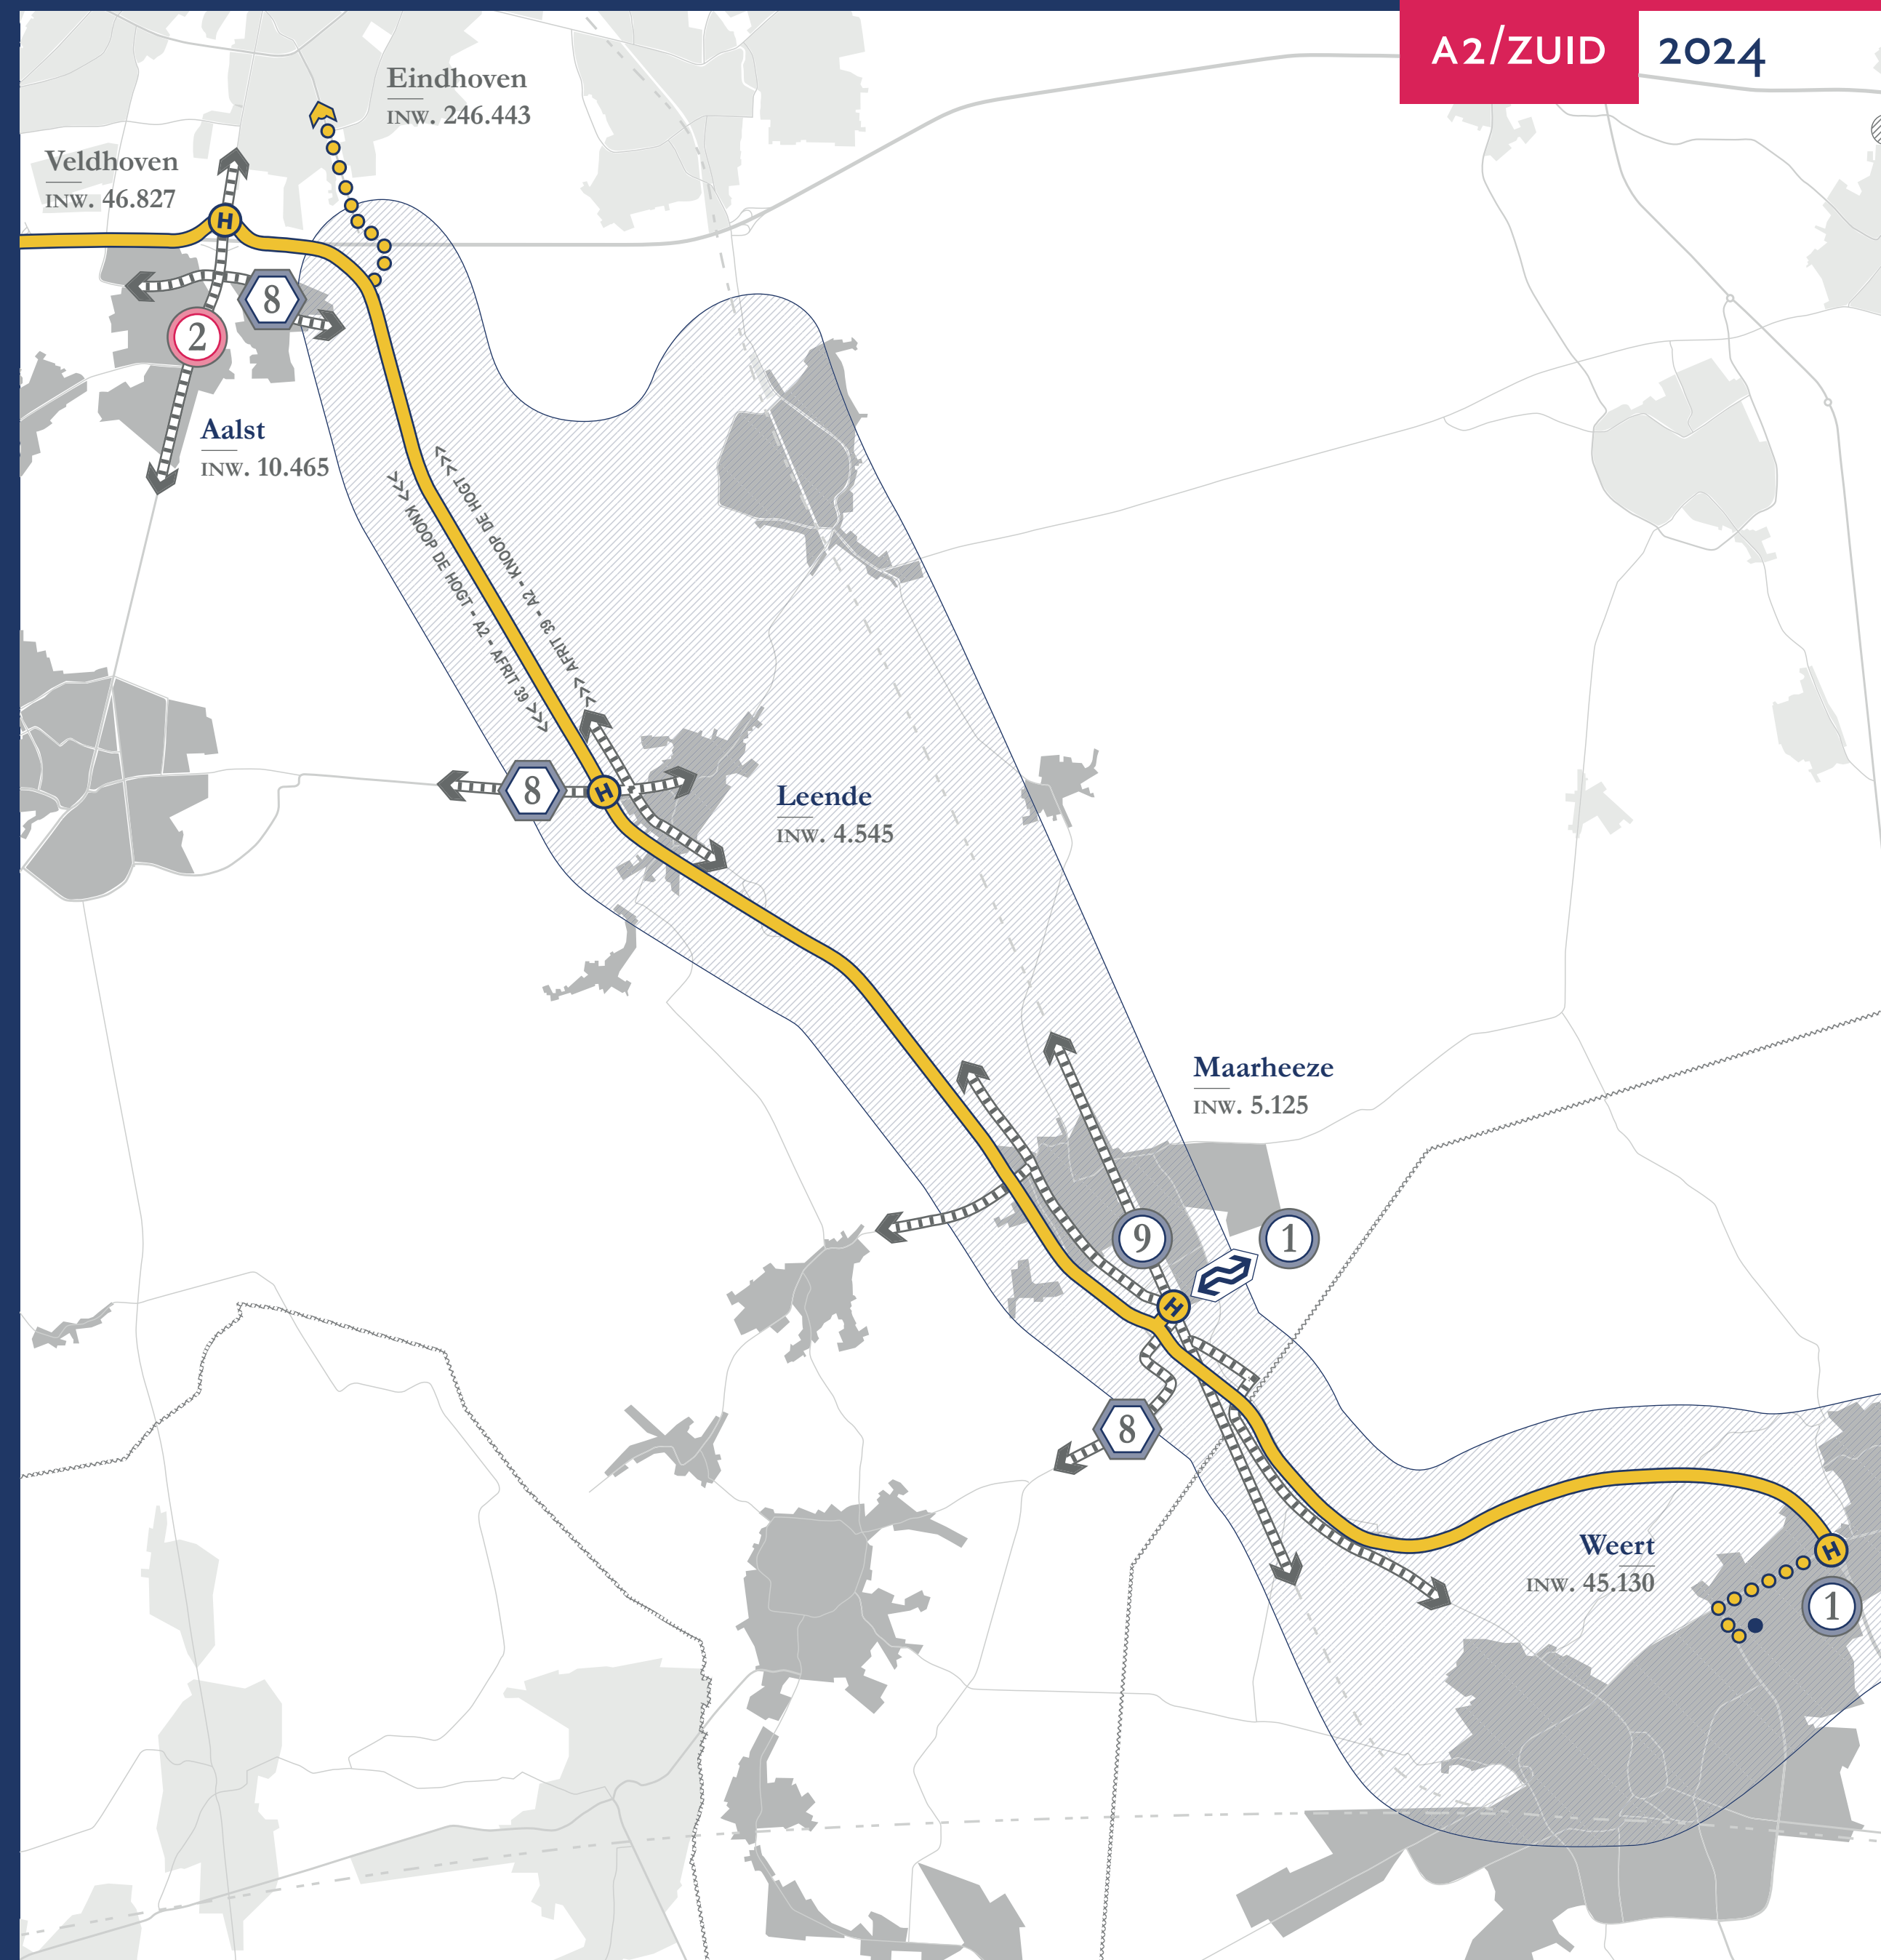 A2/ZUID 2024
Eindhoven
INW. 246.443
Veldhoven
INW. 46.827
H
8
2
Aalst
INW. 10.465
<<< KNOOP DE HOGT - A2 - AFRIT 39 <<<
>>> KNOOP DE HOGT - A2 - AFRIT 39 >>>
8
H
Leende
INW. 4.545
Maarheeze
INW. 5.125
9
1
H
8
Weert
INW. 45.130
H
1